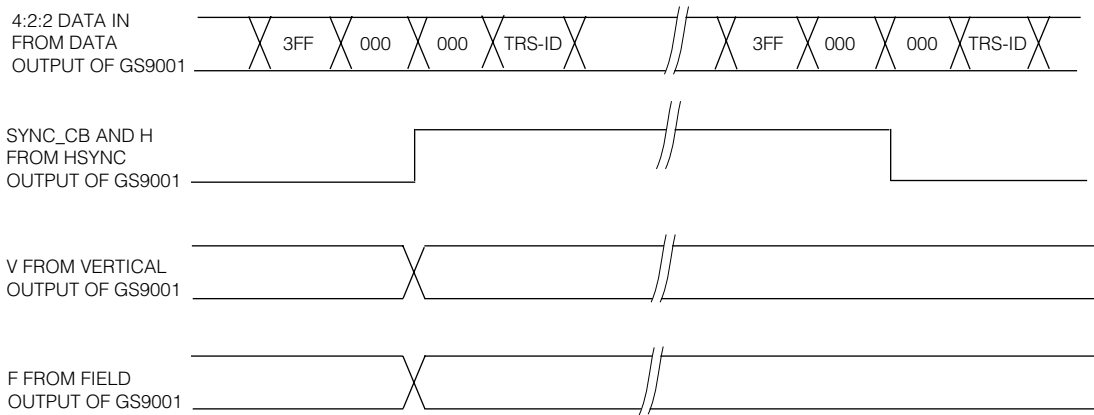 4:2:2 DATA IN
FROM DATA
OUTPUT OF GS9001
3FF 000 000 TRS-ID 3FF 000 000 TRS-ID
SYNC_CB AND H
FROM HSYNC
OUTPUT OF GS9001
V FROM VERTICAL
OUTPUT OF GS9001
F FROM FIELD
OUTPUT OF GS9001